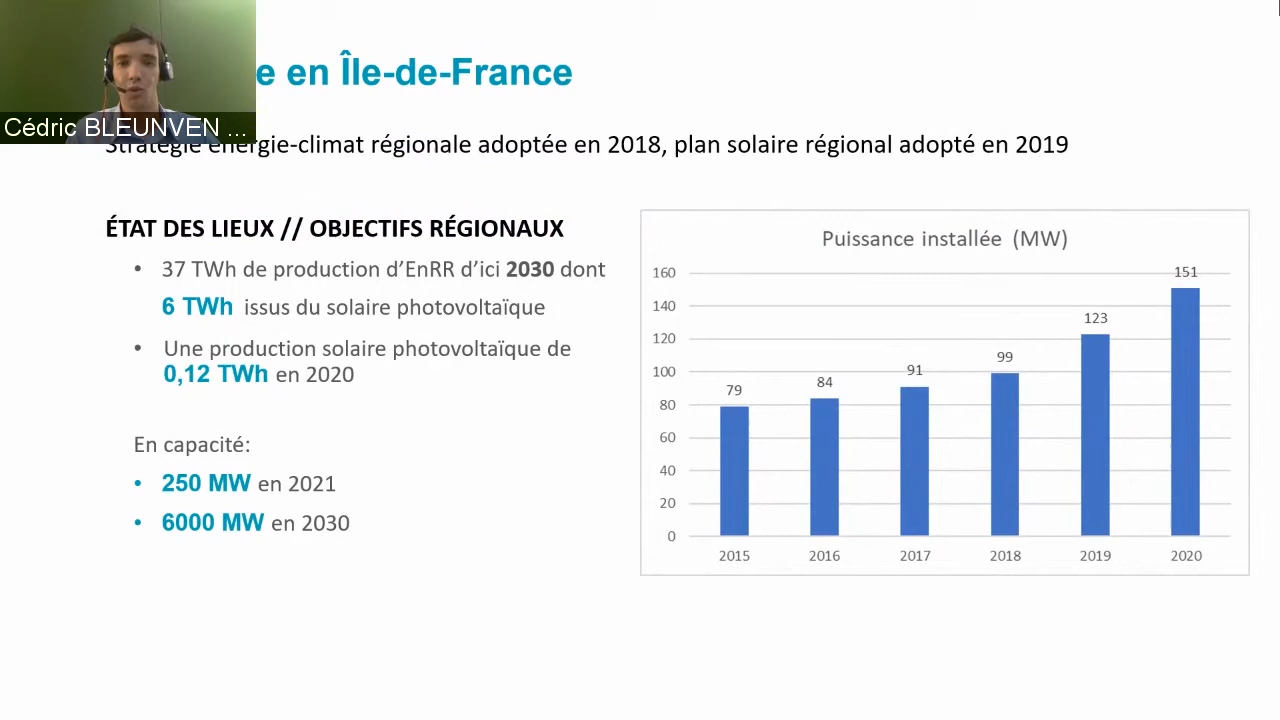 e en Île-de-France
Cédric BLEUNVEN ...
Stratégie énergie-climat régionale adoptée en 2018, plan solaire régional adopté en 2019
ÉTAT DES LIEUX // OBJECTIFS RÉGIONAUX
• 37 TWh de production d’EnRR d’ici 2030 dont
6 TWh issus du solaire photovoltaïque
• Une production solaire photovoltaïque de
0,12 TWh en 2020
En capacité:
• 250 MW en 2021
• 6000 MW en 2030
Puissance installée (MW)
160
140
120
100
80
60
40
20
0
79
84
91
99
123
151
2015
2016
2017
2018
2019
2020